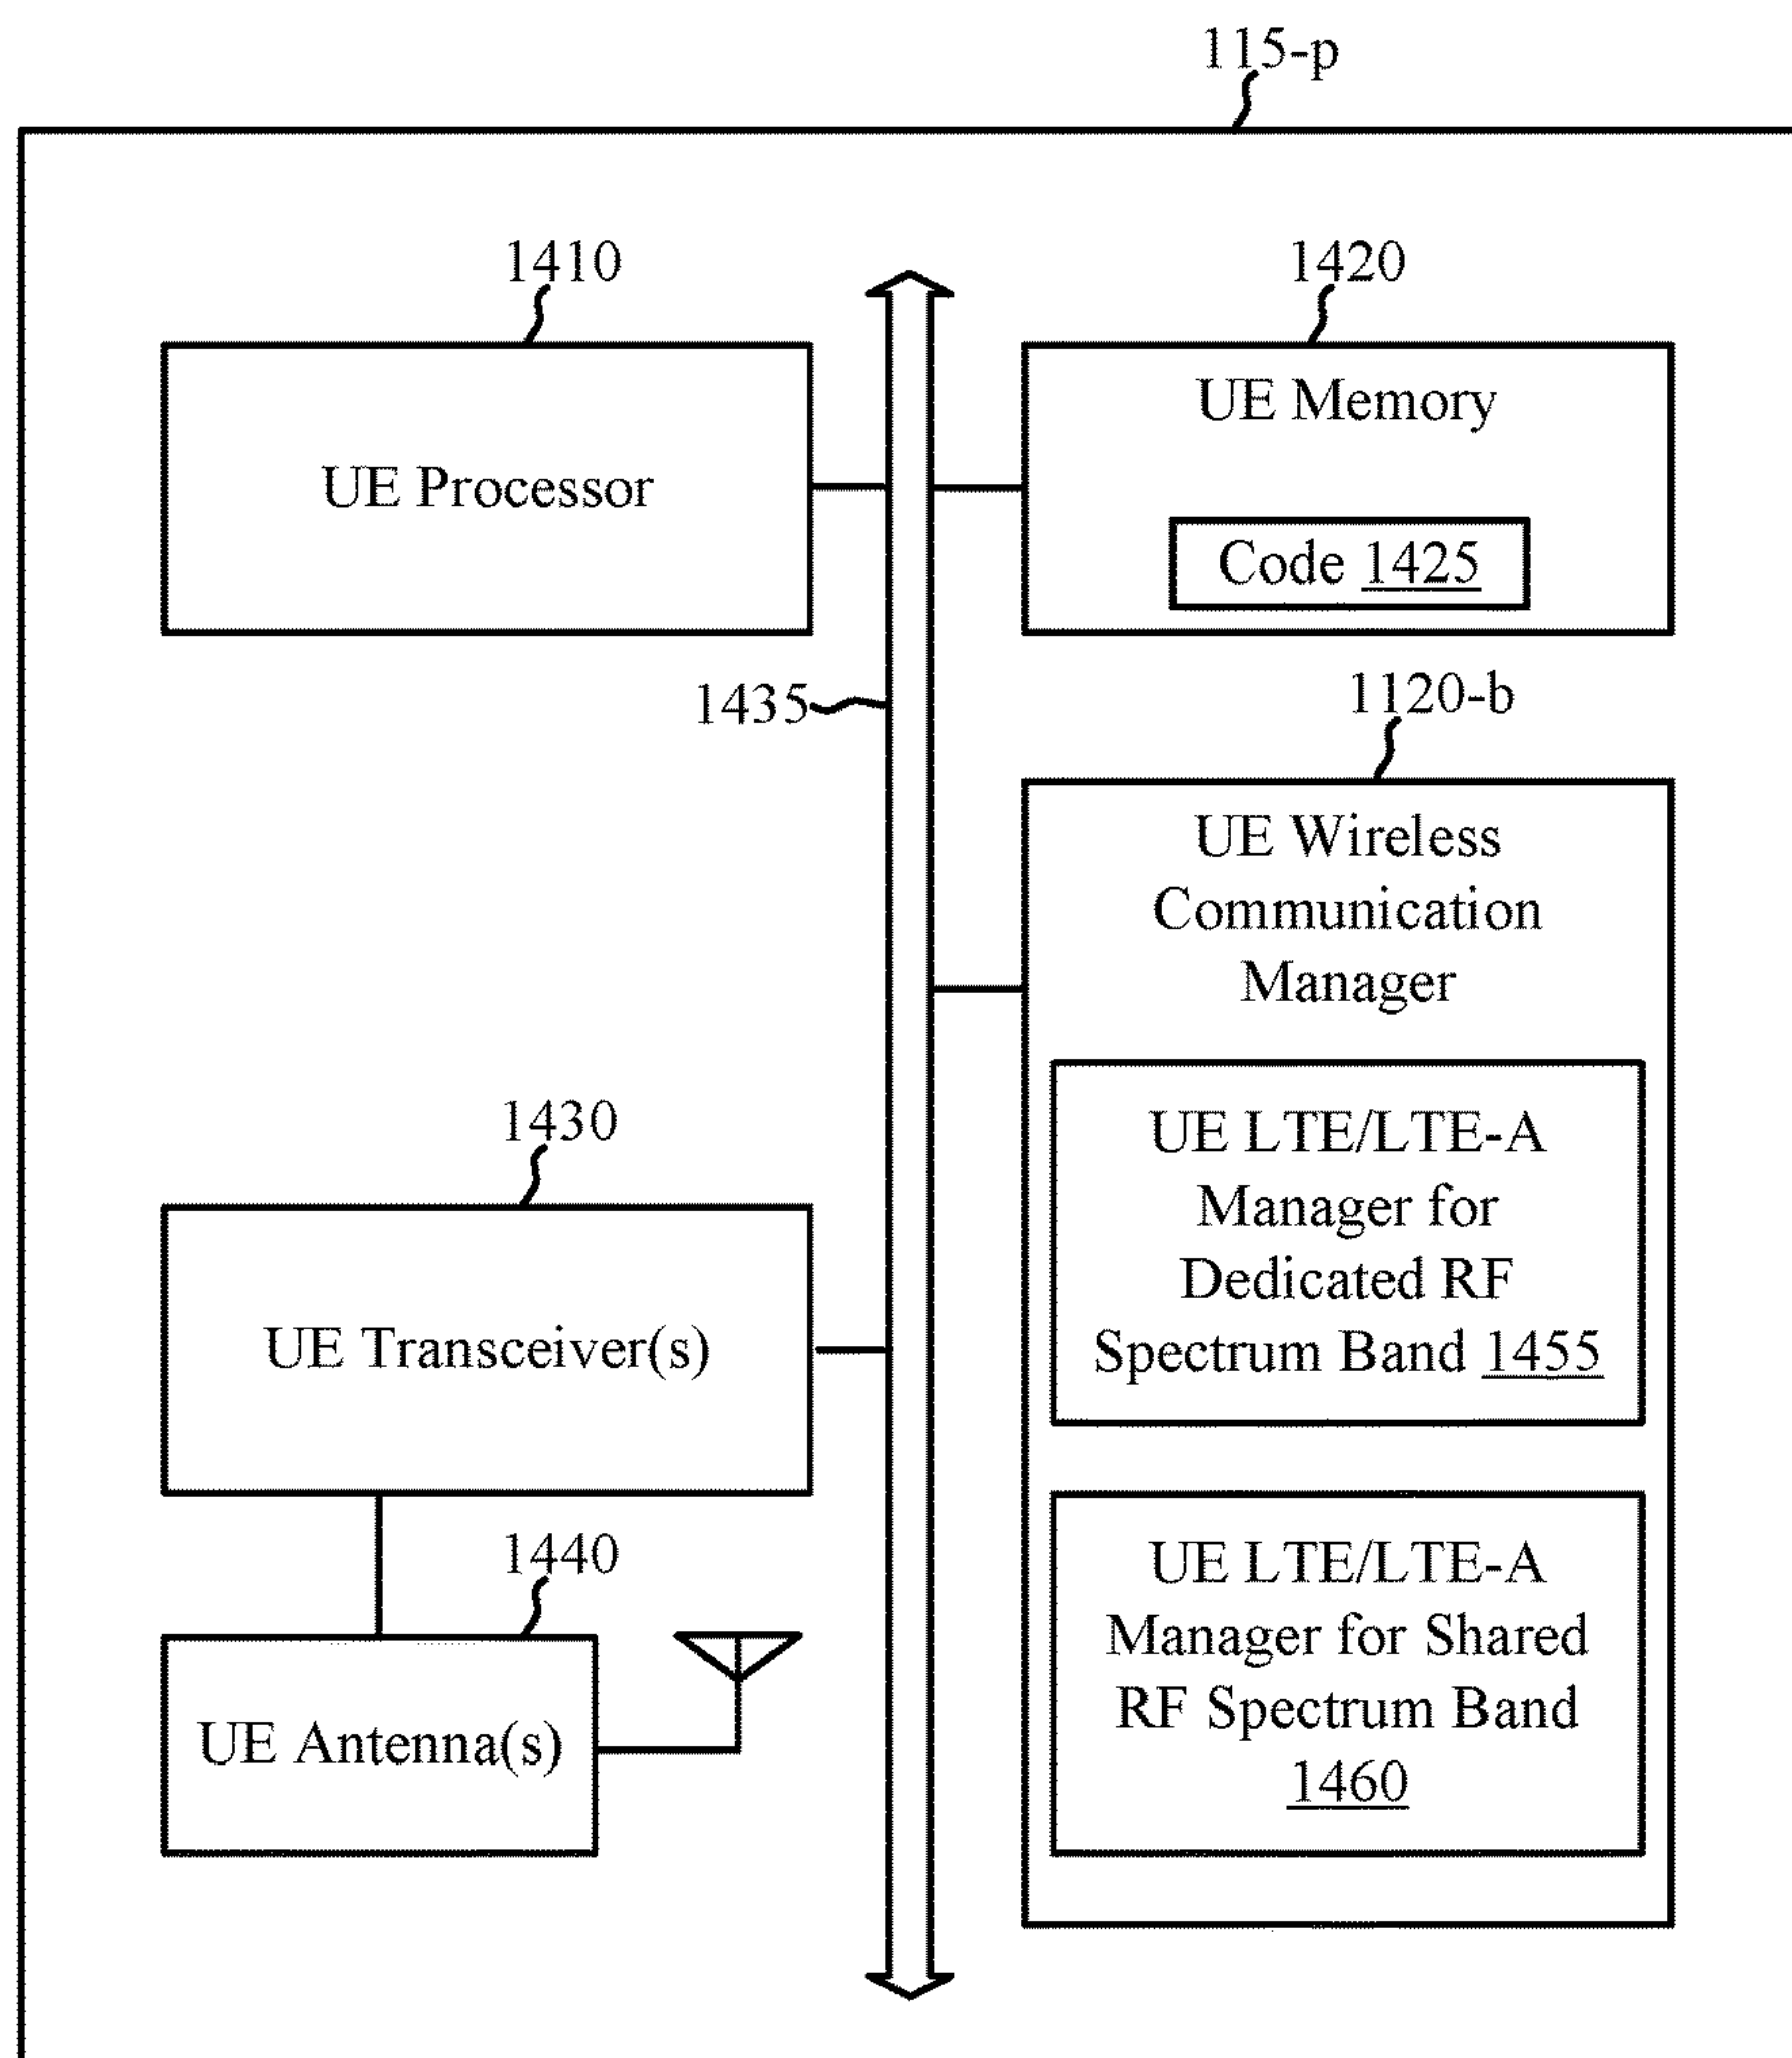 115-p
1410
1420
UE Processor
UE Memory
Code 1425
1435
1120-b
UE Wireless
Communication
Manager
UE LTE/LTE-A
Manager for
Dedicated RF
Spectrum Band 1455
1430
UE Transceiver(s)
1440
UE Antenna(s)
UE LTE/LTE-A
Manager for Shared
RF Spectrum Band
1460